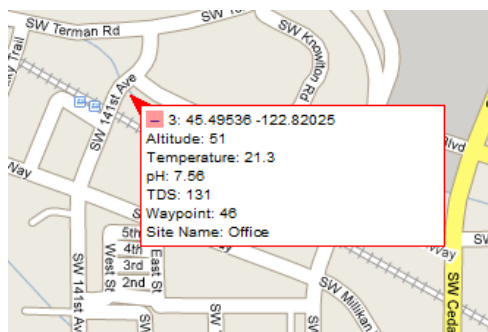 SW Terman Rd
SW Knowlton Rd
Trail
SW 141st Ave
– 3: 45.49536 -122.82025
Altitude: 51
Temperature: 21.3
pH: 7.56
TDS: 131
Waypoint: 46
Site Name: Office
Blvd
Way
Way
5th
4th
3rd
2nd
West St
East St
SW 141st Ave
SW Millikan
SW Ceda